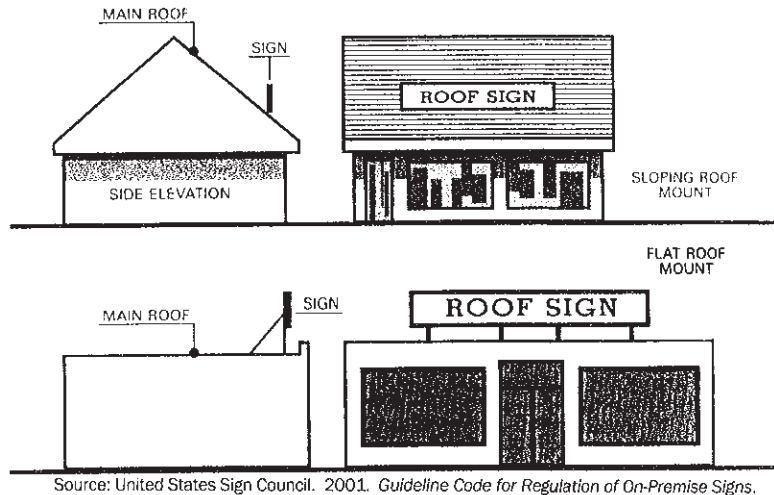 MAIN ROOF
SIGN
ROOF SIGN
SIDE ELEVATION
SLOPING ROOF
MOUNT
FLAT ROOF
MOUNT
MAIN ROOF
SIGN
ROOF SIGN
Source: United States Sign Council. 2001. Guideline Code for Regulation of On-Premise Signs.